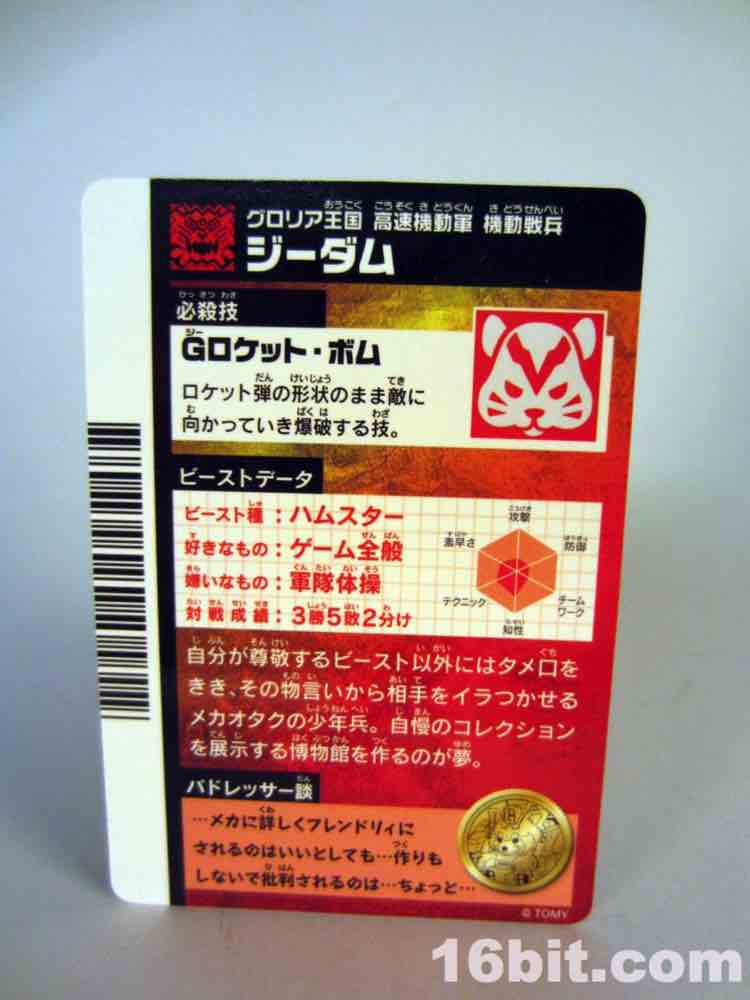 グロリア王国 高速機動軍 機動戦兵
ジーダム
必殺技
Gロケット・ボム
ロケット弾の形状のまま敵に
向かっていき爆破する技。
ビーストデータ
ビースト種：ハムスター
好きなもの：ゲーム全般
嫌いなもの：軍隊体操
対戦成績：3勝5敗2分け
攻撃
素早さ
防御
テクニック
チーム
ワーク
知性
自分が尊敬するビースト以外にはタメ口を
きき、その物言いから相手をイラつかせる
メカオタクの少年兵。自慢のコレクション
を展示する博物館を作るのが夢。
バドレッサー談
…メカに詳しくフレンドリィに
されるのはいいとしても…作りも
しないで批判されるのは…ちょっと…
© TOMY
16bit.com